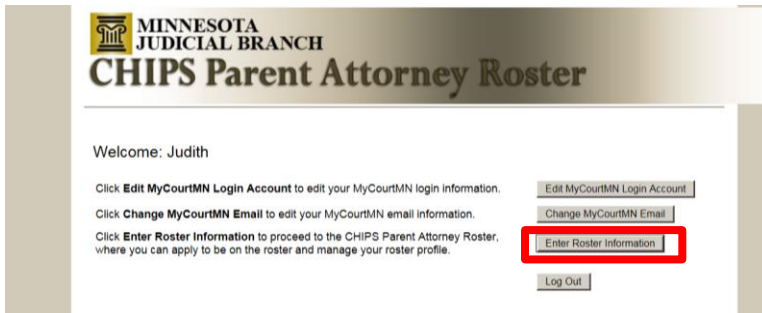 MINNESOTA
JUDICIAL BRANCH
CHIPS Parent Attorney Roster
Welcome: Judith
Click Edit MyCourtMN Login Account to edit your MyCourtMN login information.
Edit MyCourtMN Login Account
Click Change MyCourtMN Email to edit your MyCourtMN email information.
Change MyCourtMN Email
Click Enter Roster Information to proceed to the CHIPS Parent Attorney Roster,
where you can apply to be on the roster and manage your roster profile.
Enter Roster Information
Log Out